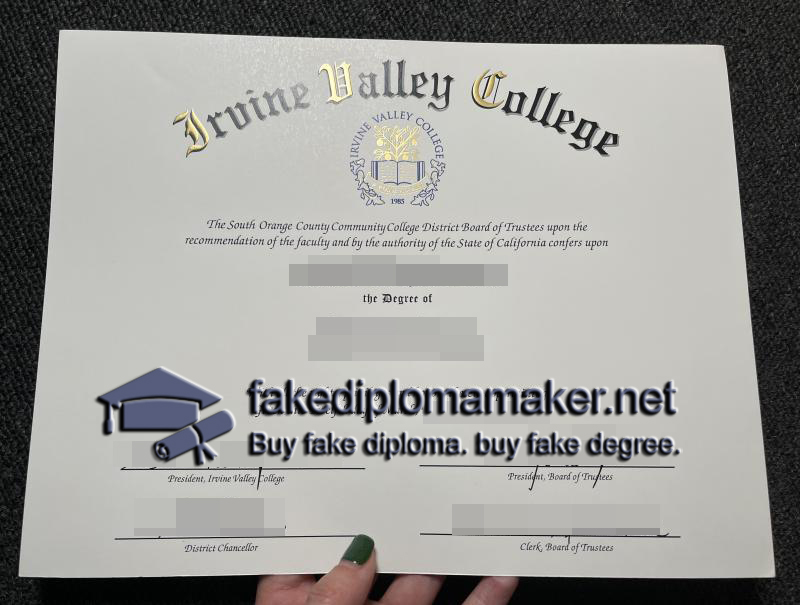 Irvine Valley College
IRVINE VALLEY COLLEGE
1985
The South Orange County Community College District Board of Trustees upon the
recommendation of the faculty and by the authority of the State of California confers upon
the Degree of
fakediplomamaker.net
Buy fake diploma. buy fake degree.
President, Irvine Valley College
President, Board of Trustees
District Chancellor
Clerk, Board of Trustees